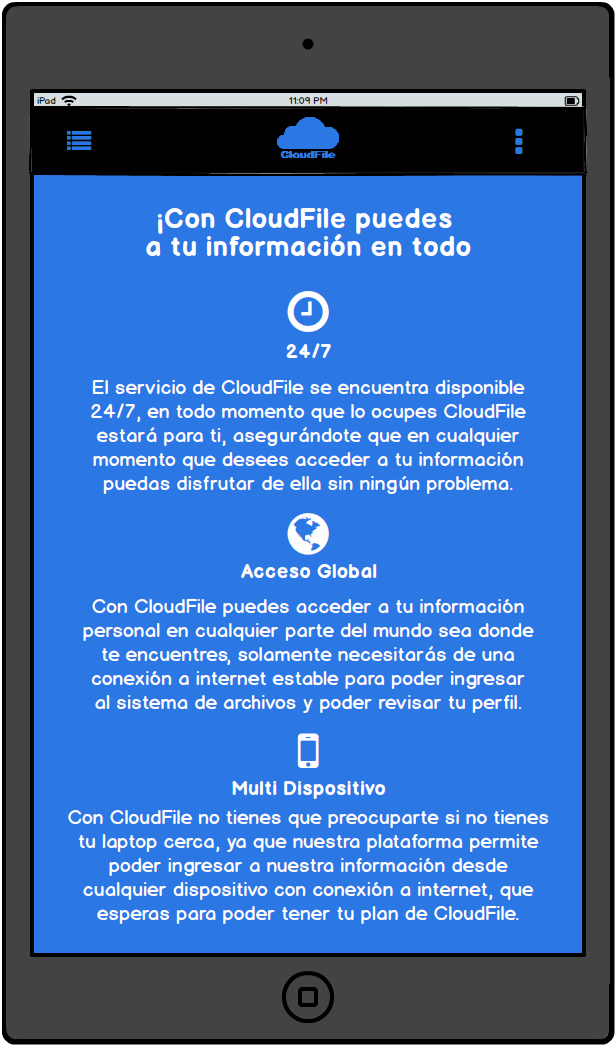 iPad
11:09 PM
CloudFile
¡Con CloudFile puedes
a tu información en todo
24/7
El servicio de CloudFile se encuentra disponible
24/7, en todo momento que lo ocupes CloudFile
estará para ti, asegurándote que en cualquier
momento que desees acceder a tu información
puedas disfrutar de ella sin ningún problema.
Acceso Global
Con CloudFile puedes acceder a tu información
personal en cualquier parte del mundo sea donde
te encuentres, solamente necesitarás de una
conexión a internet estable para poder ingresar
al sistema de archivos y poder revisar tu perfil.
Multi Dispositivo
Con CloudFile no tienes que preocuparte si no tienes
tu laptop cerca, ya que nuestra plataforma permite
poder ingresar a nuestra información desde
cualquier dispositivo con conexión a internet, que
esperas para poder tener tu plan de CloudFile.